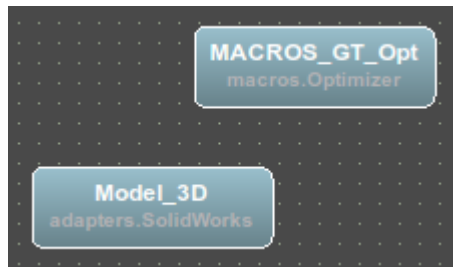 MACROS_GT_Opt
macros.Optimizer
Model_3D
adapters.SolidWorks